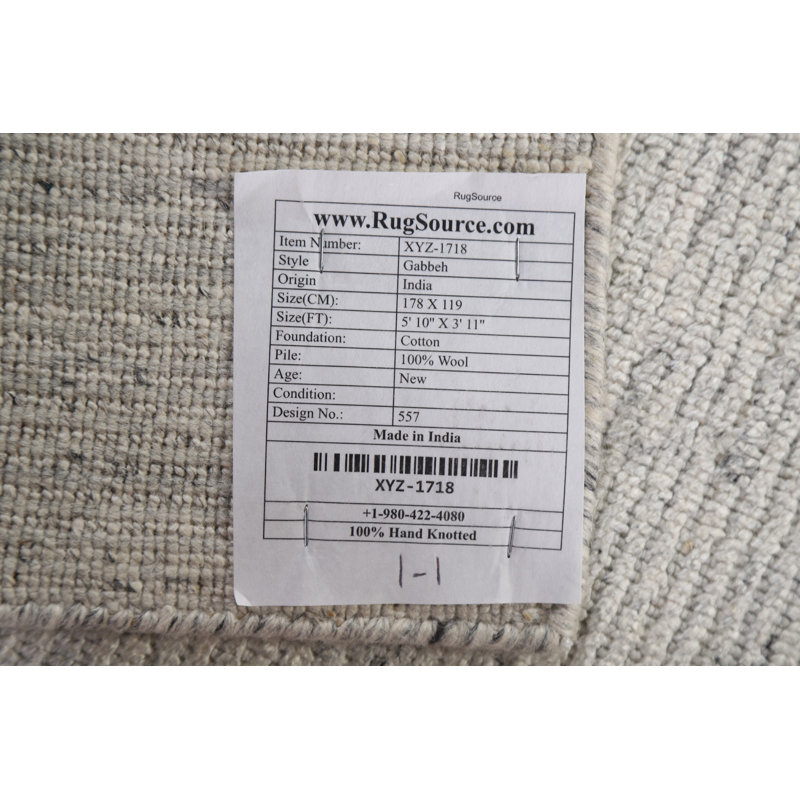 RugSource
www.RugSource.com
Item Number: XYZ-1718
Style Gabbeh
Origin India
Size(CM): 178 X 119
Size(FT): 5' 10" X 3' 11"
Foundation: Cotton
Pile: 100% Wool
Age: New
Condition:
Design No.: 557
Made in India
XYZ-1718
+1-980-422-4080
100% Hand Knotted
1-1